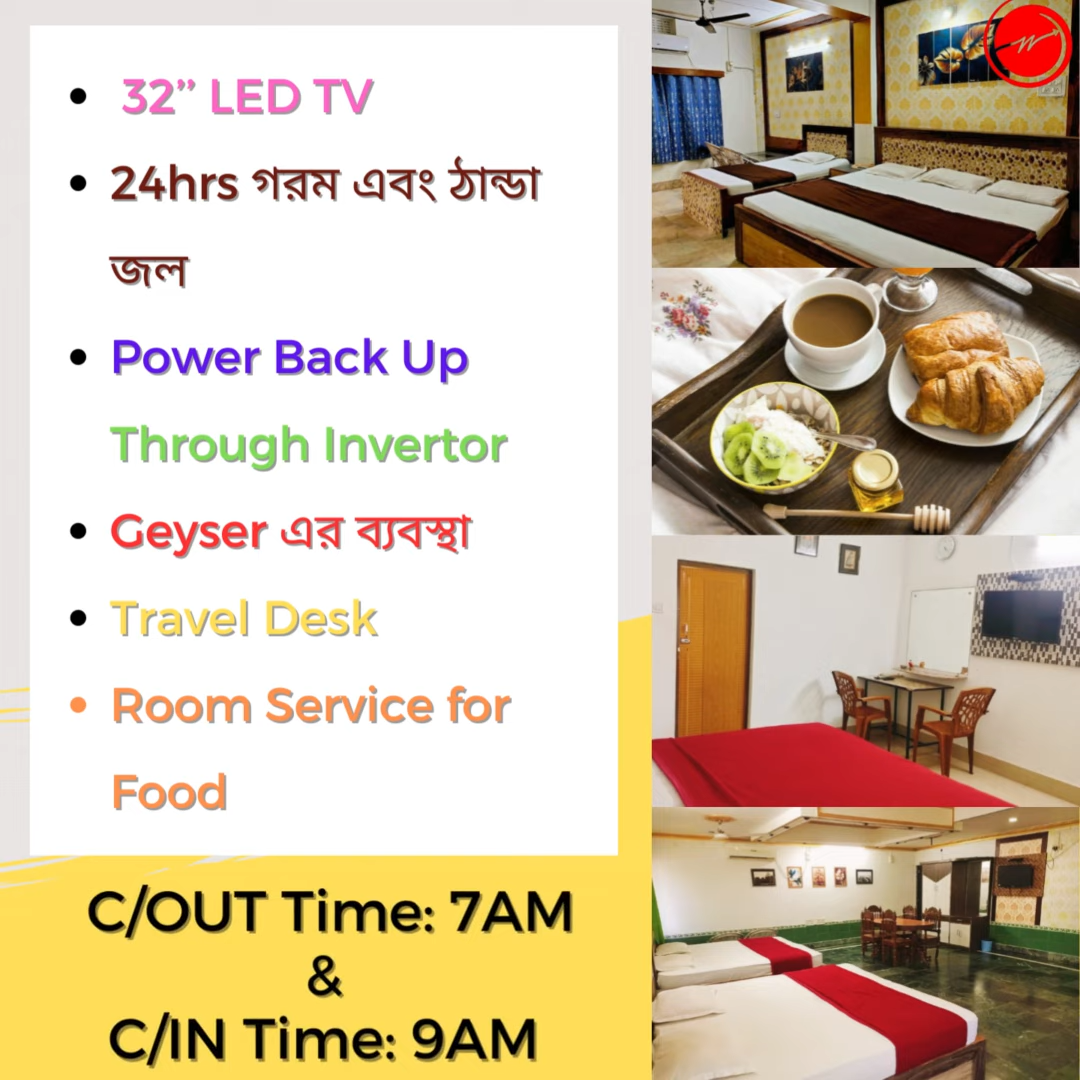 32” LED TV
24hrs গরম এবং ঠান্ডা
জল
Power Back Up
Through Invertor
Geyser এর ব্যবস্থা
Travel Desk
Room Service for
Food
C/OUT Time: 7AM
&
C/IN Time: 9AM